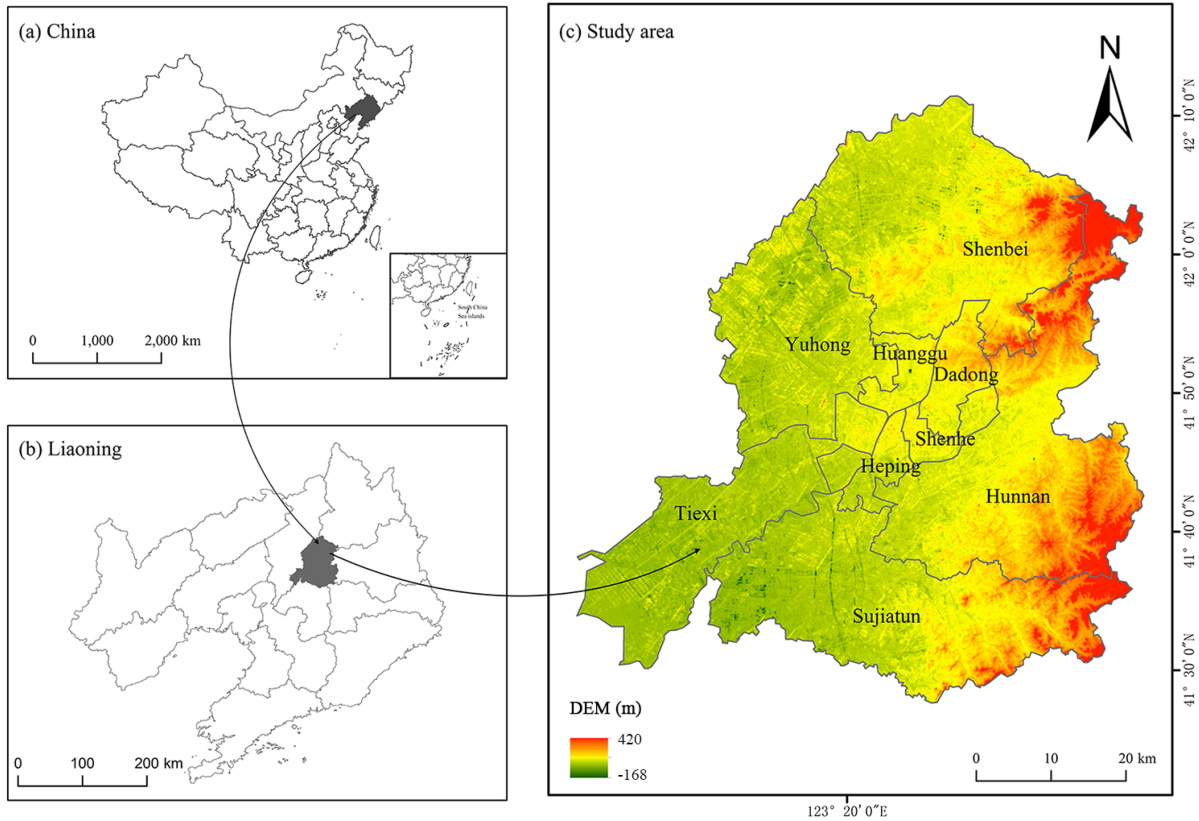 (a) China
South China
Sea islands
0 1,000 2,000 km
(b) Liaoning
0 100 200 km
(c) Study area
N
Shenbei
Yuhong
Huanggu
Dadong
Shenhe
Heping
Hunnan
Tiexi
Sujiatun
DEM (m)
420
-168
0 10 20 km
42° 10′ 0″N
42° 0′ 0″N
41° 50′ 0″N
41° 40′ 0″N
41° 30′ 0″N
123° 20′ 0″E